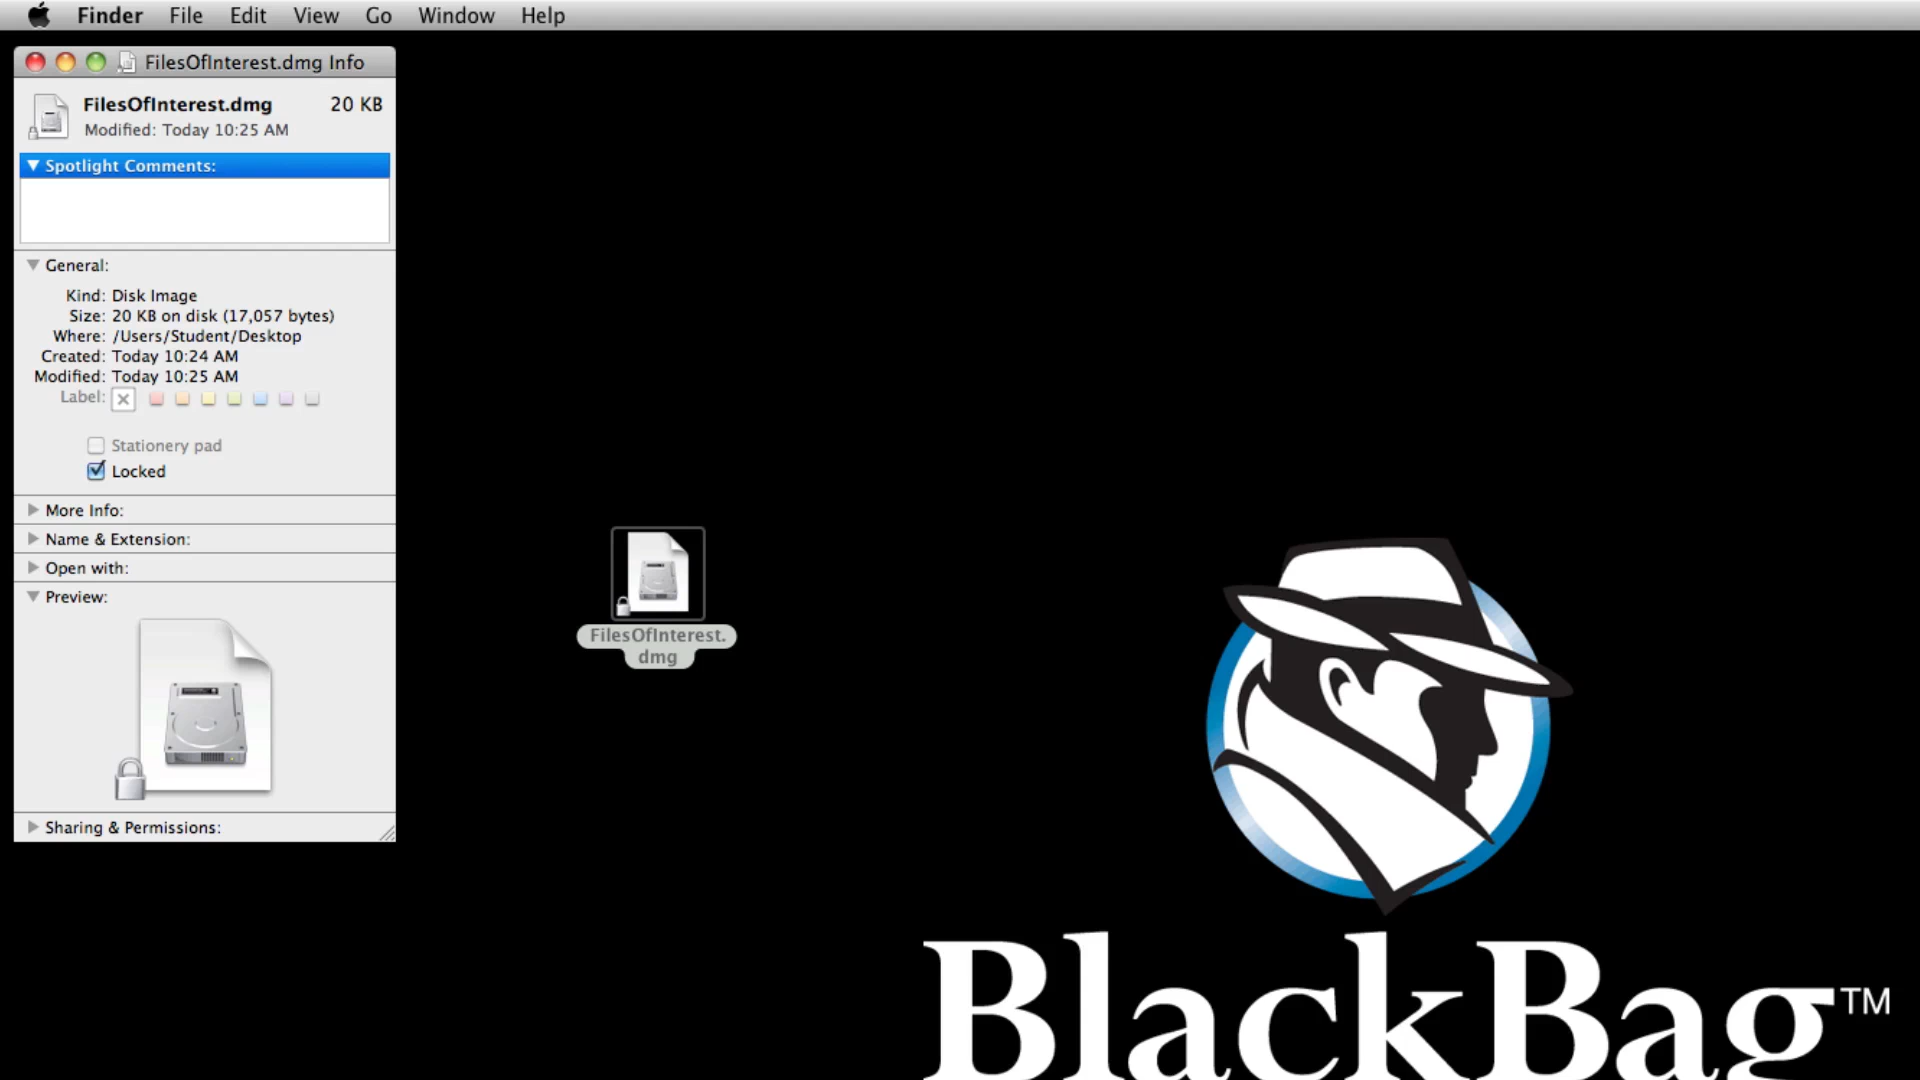 Finder File Edit View Go Window Help
FilesOfInterest.dmg Info
FilesOfInterest.dmg 20 KB
Modified: Today 10:25 AM
Spotlight Comments:
General:
Kind: Disk Image
Size: 20 KB on disk (17,057 bytes)
Where: /Users/Student/Desktop
Created: Today 10:24 AM
Modified: Today 10:25 AM
Label:
Stationery pad
Locked
More Info:
Name & Extension:
Open with:
Preview:
Sharing & Permissions:
FilesOfInterest.
dmg
BlackBag™